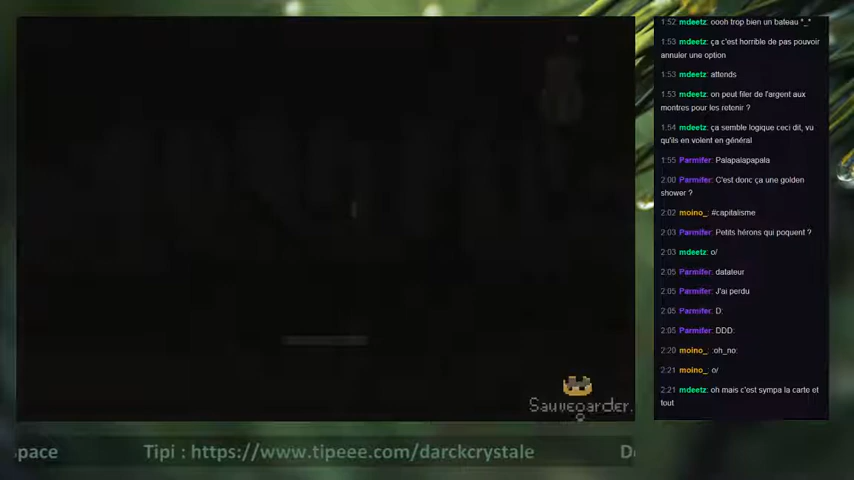 1:52 mdeetz: oooh trop bien un bateau *_*
1:53 mdeetz: ça c'est horrible de pas pouvoir
annuler une option
1:53 mdeetz: attends
1:53 mdeetz: on peut filer de l'argent aux
montres pour les retenir ?
1:54 mdeetz: ça semble logique ceci dit, vu
qu'ils en volent en général
1:55 Parmifer: Palapalapapala
2:00 Parmifer: C'est donc ça une golden
shower ?
2:02 moino_: #capitalisme
2:03 Parmifer: Petits hérons qui poquent ?
2:03 mdeetz: o/
2:05 Parmifer: datateur
2:05 Parmifer: J'ai perdu
2:05 Parmifer: D:
2:05 Parmifer: DDD:
2:20 moino_: :oh_no:
2:21 moino_: o/
2:21 mdeetz: oh mais c'est sympa la carte et
tout
Sauvegarder.
space Tipi : https://www.tipeee.com/darckcrystale De